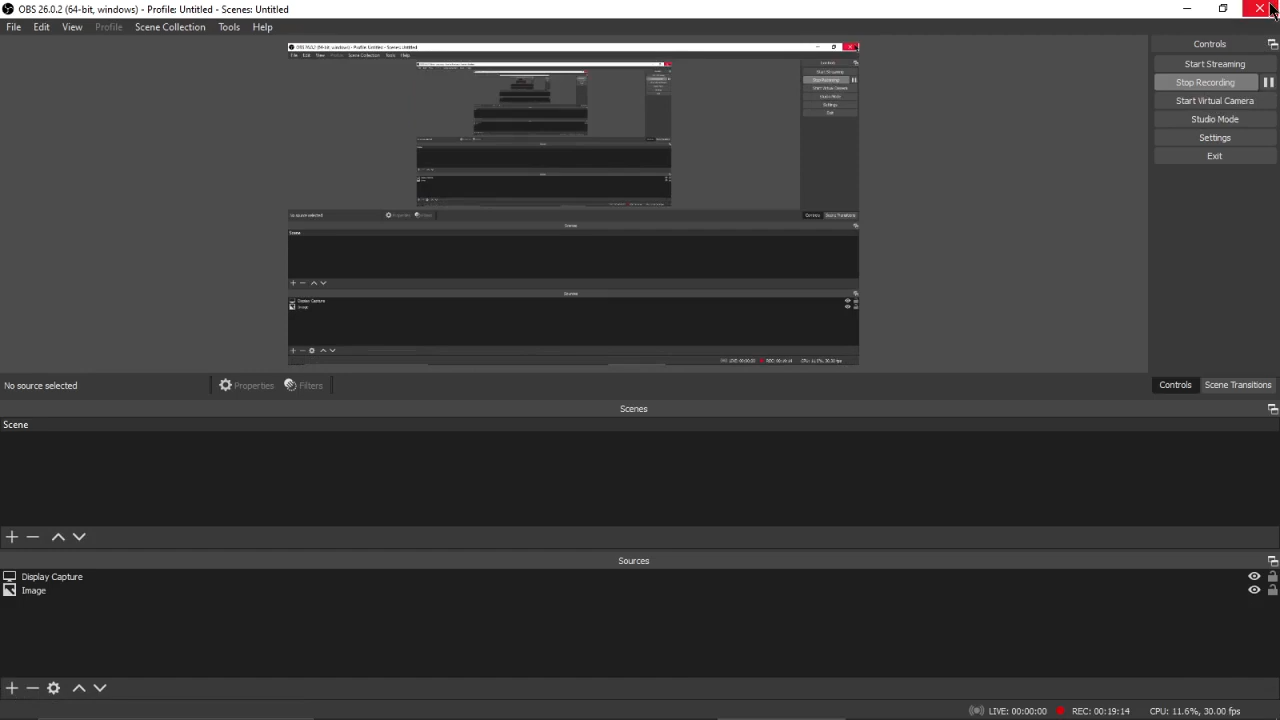 OBS 26.0.2 (64-bit, windows) - Profile: Untitled - Scenes: Untitled
File Edit View Profile Scene Collection Tools Help
Controls
Start Streaming
Stop Recording
Start Virtual Camera
Studio Mode
Settings
Exit
No source selected Properties Filters
Controls Scene Transitions
Scenes
Scene
Sources
Display Capture
Image
LIVE: 00:00:00 REC: 00:19:14 CPU: 11.6%, 30.00 fps